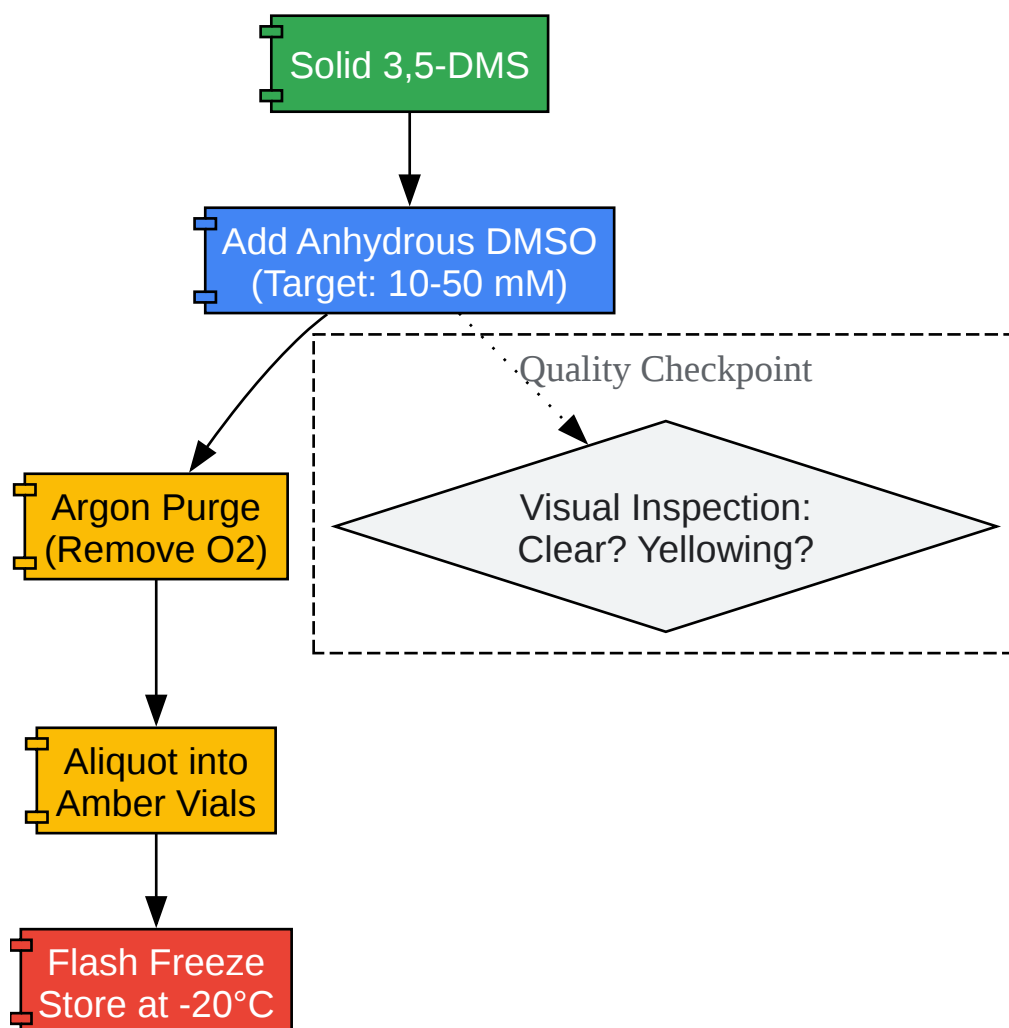 Solid 3,5-DMS
Add Anhydrous DMSO
(Target: 10-50 mM)
Quality Checkpoint
Argon Purge
(Remove O2)
Visual Inspection:
Clear? Yellowing?
Aliquot into
Amber Vials
Flash Freeze
Store at -20°C